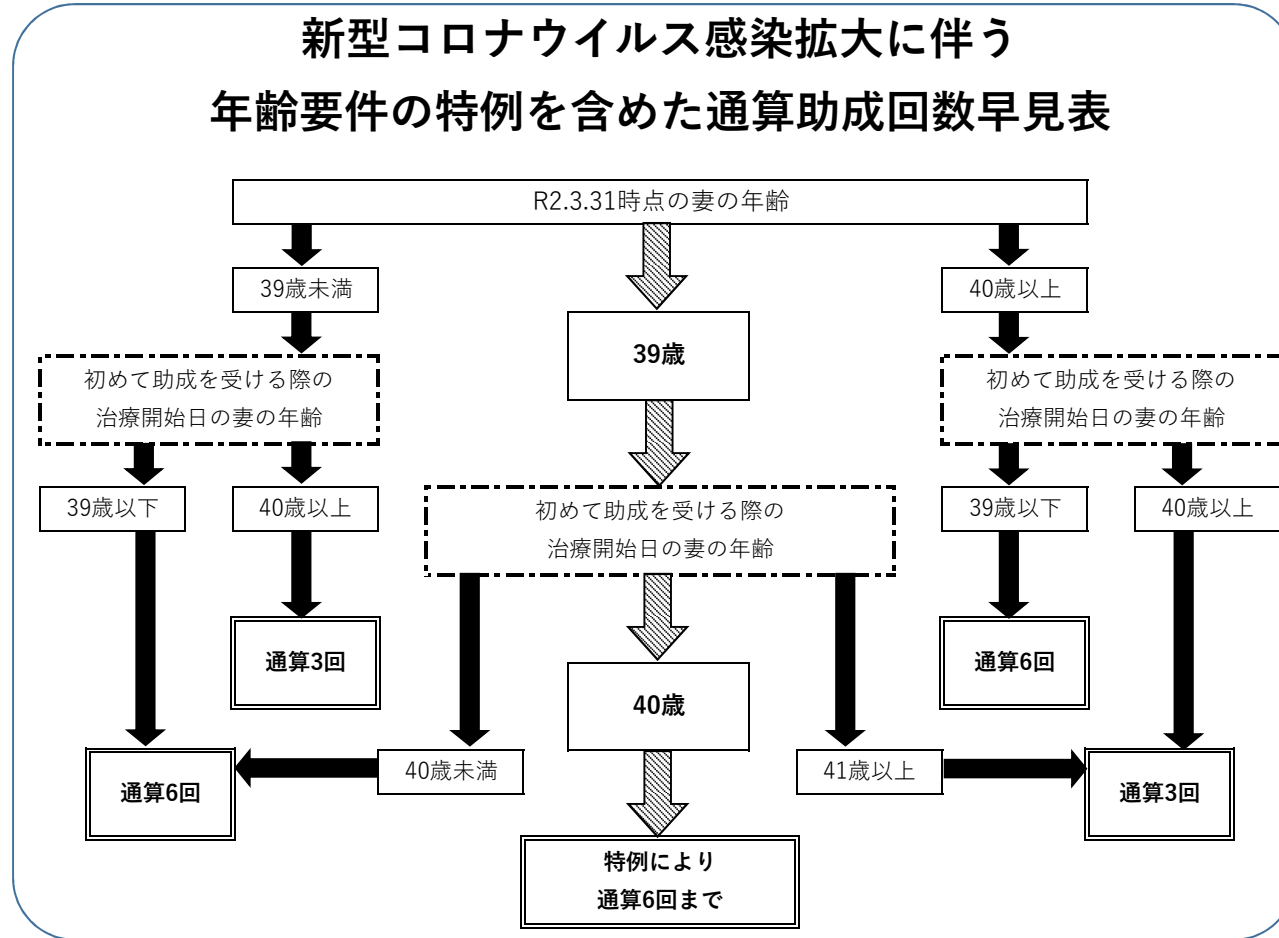 新型コロナウイルス感染拡大に伴う
年齢要件の特例を含めた通算助成回数早見表
R2.3.31時点の妻の年齢
39歳未満
40歳以上
39歳
初めて助成を受ける際の
治療開始日の妻の年齢
初めて助成を受ける際の
治療開始日の妻の年齢
39歳以下
40歳以上
初めて助成を受ける際の
治療開始日の妻の年齢
39歳以下
40歳以上
通算3回
通算6回
40歳
通算6回
40歳未満
41歳以上
通算3回
特例により
通算6回まで